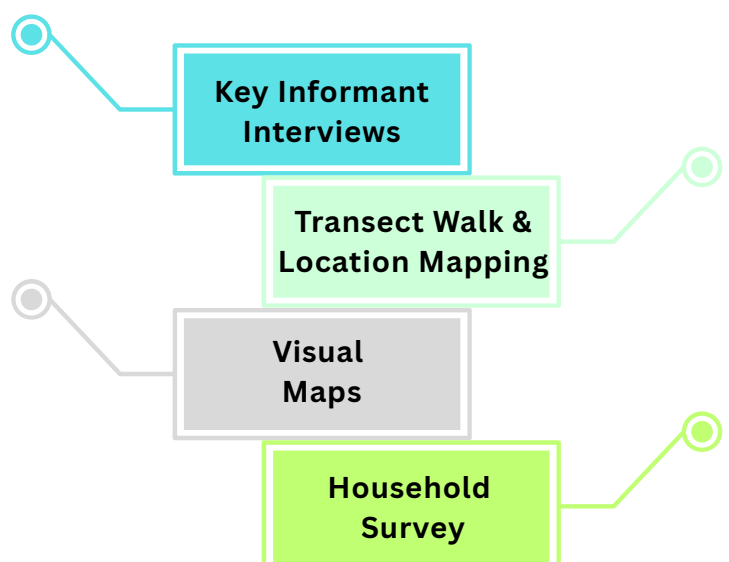 Key Informant
Interviews
Transect Walk &
Location Mapping
Visual
Maps
Household
Survey